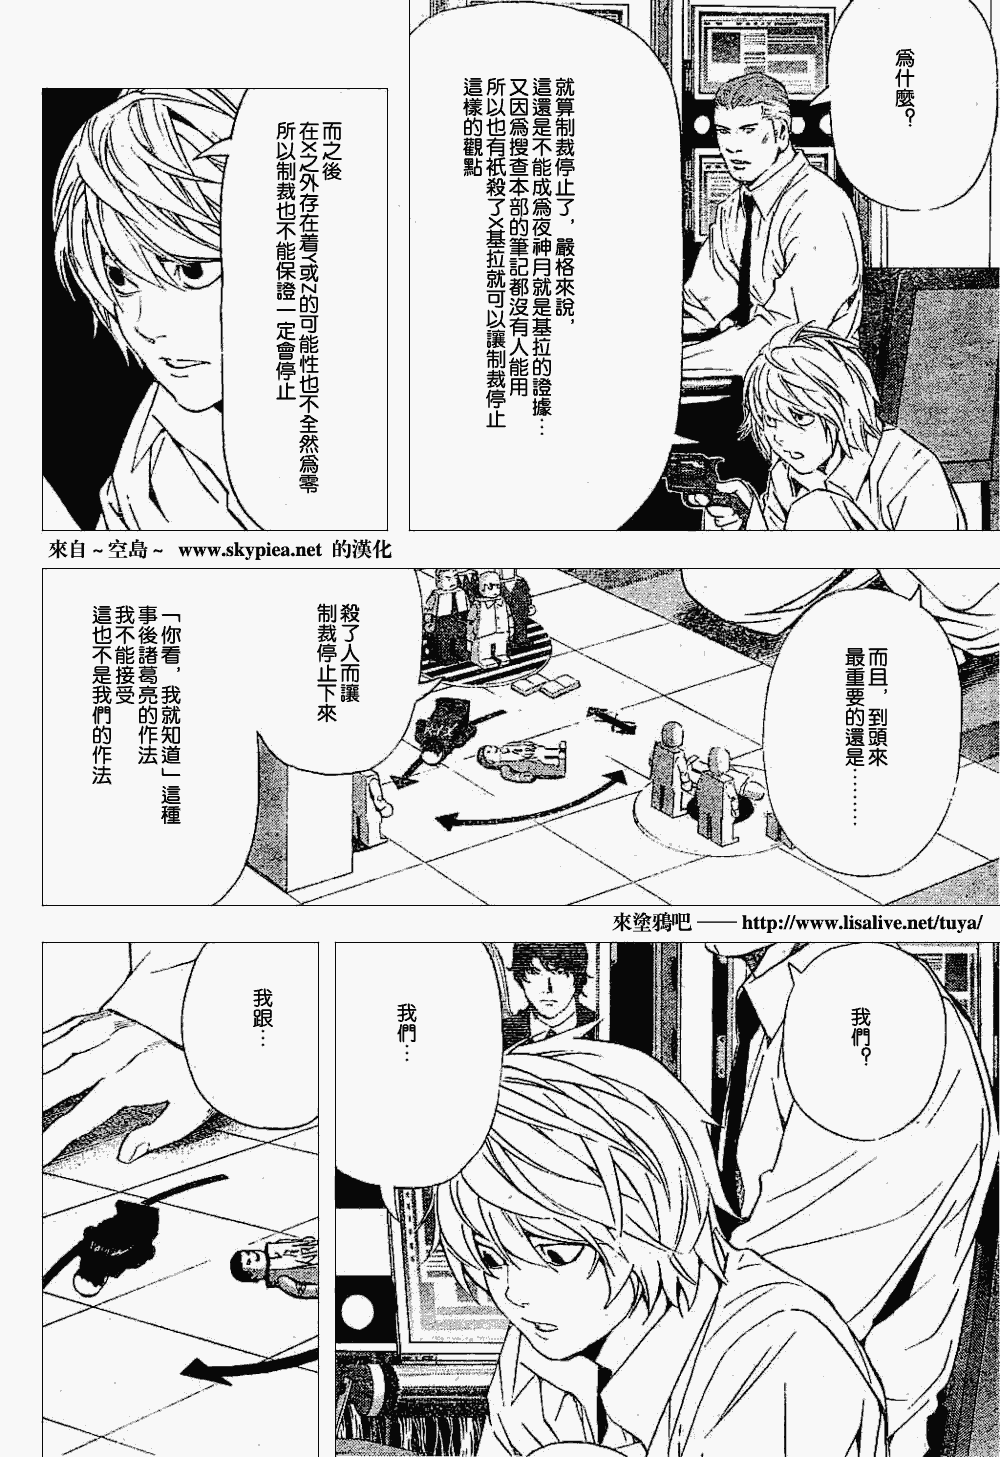 爲什麼?
就算制裁停止了,嚴格來說,
這還是不能成爲夜神月就是基拉的證據…
又因爲搜查本部的筆記都沒有人能用
所以也有衹殺了X基拉就可以讓制裁停止
這樣的觀點
而之後
在X之外存在着Y或Z的可能性也不全然爲零
所以制裁也不能保證一定會停止
來自~空島~ www.skypiea.net 的漢化
而且,到頭來
最重要的還是………
殺了人而讓
制裁停止下來
「你看,我就知道」這種
事後諸葛亮的作法
我不能接受
這也不是我們的作法
來塗鴉吧 —— http://www.lisalive.net/tuya/
我們?
我們…
我跟…